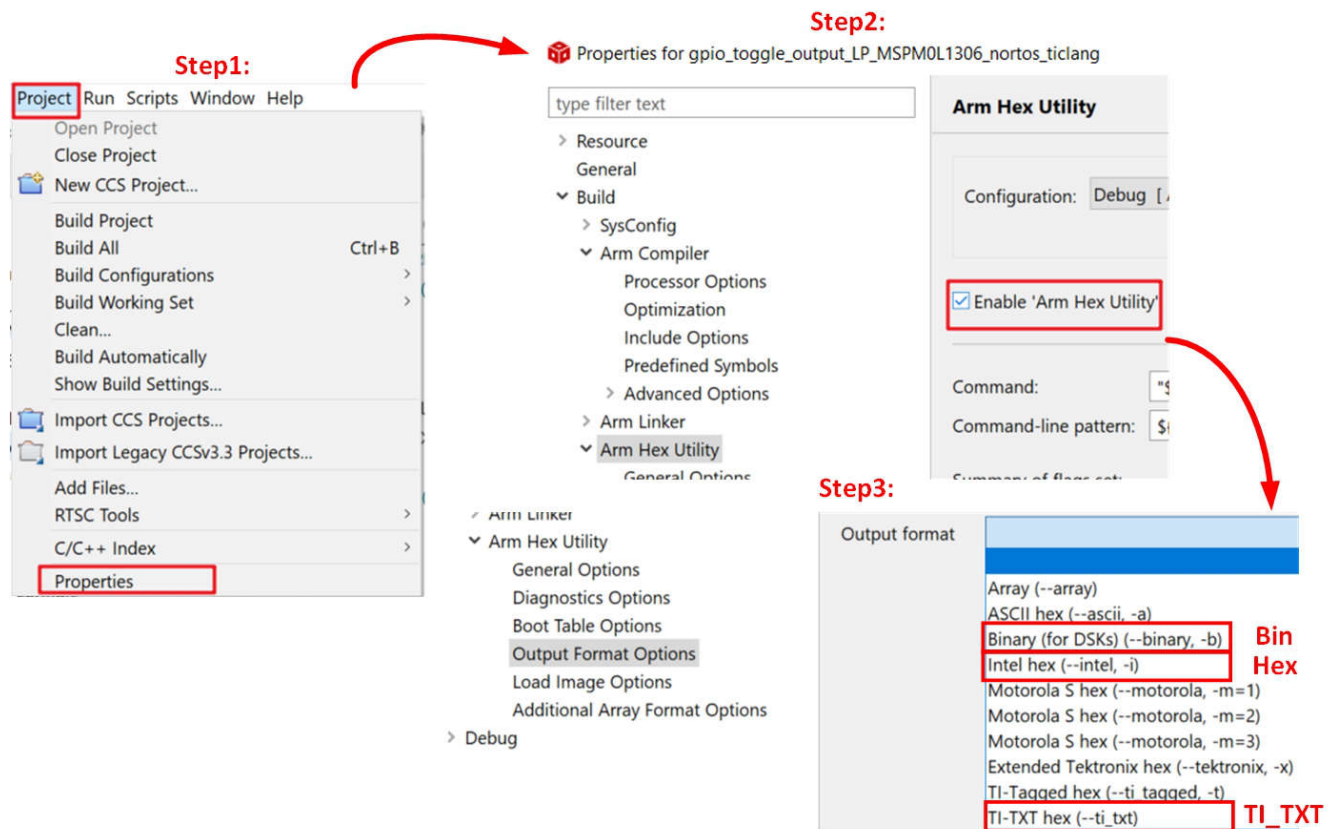 Step1:
Project Run Scripts Window Help
Open Project
Close Project
New CCS Project...
Build Project
Build All Ctrl+B
Build Configurations
Build Working Set
Clean...
Build Automatically
Show Build Settings...
Import CCS Projects...
Import Legacy CCSv3.3 Projects...
Add Files...
RTSC Tools
C/C++ Index
Properties
Step2:
Properties for gpio_toggle_output_LP_MSPM0L1306_nortos_ticlang
type filter text
Resource
General
Build
SysConfig
Arm Compiler
Processor Options
Optimization
Include Options
Predefined Symbols
Advanced Options
Arm Linker
Arm Hex Utility
General Options
Arm Hex Utility
Configuration: Debug [
Enable 'Arm Hex Utility'
Command: "$
Command-line pattern: ${
Summary of flags set:
Step3:
Arm Linker
Arm Hex Utility
General Options
Diagnostics Options
Boot Table Options
Output Format Options
Load Image Options
Additional Array Format Options
Debug
Output format
Array (--array)
ASCII hex (--ascii, -a)
Binary (for DSKs) (--binary, -b) Bin
Intel hex (--intel, -i) Hex
Motorola S hex (--motorola, -m=1)
Motorola S hex (--motorola, -m=2)
Motorola S hex (--motorola, -m=3)
Extended Tektronix hex (--tektronix, -x)
TI-Tagged hex (--ti_tagged, -t)
TI-TXT hex (--ti_txt) TI_TXT